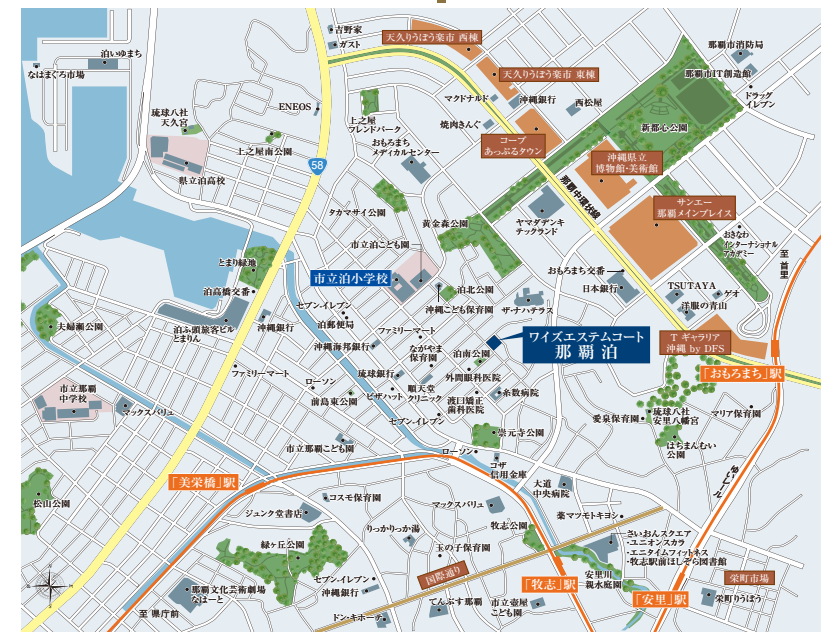 吉野家
ガスト
天久りうぼう楽市 西棟
那覇市消防局
泊いゆまち
なはまぐろ市場
天久りうぼう楽市 東棟
那覇市IT創造館
マクドナルド
沖縄銀行
西松屋
ドラッグ
イレブン
ENEOS
琉球八社
天久宮
上之屋
フレンドパーク
焼肉きんぐ
新都心公園
おもろまち
メディカルセンター
コープ
あっぷるタウン
上之屋南公園
沖縄県立
博物館・美術館
58
県立泊高校
那覇中環状線
サンエー
那覇メインプレイス
タカマサイ公園
黄金森公園
ヤマダデンキ
テックランド
おきなわ
インターナショナル
アカデミー
至 首里
市立泊こども園
とまり緑地
市立泊小学校
おもろまち交番
日本銀行
TSUTAYA
ゲオ
洋服の青山
泊高橋交番
泊北公園
沖縄こども保育園
ザ・ナハテラス
セブン-イレブン
泊郵便局
泊ふ頭旅客ビル
とまりん
沖縄銀行
夫婦瀬公園
ファミリーマート
ワイズエステムコート
那覇泊
Tギャラリア
沖縄 by DFS
沖縄海邦銀行
ながやま
保育園
泊南公園
「おもろまち」駅
ファミリーマート
ローソン
琉球銀行
外間眼科医院
市立那覇
中学校
マックスバリュ
前島東公園
ピザハット
順天堂
クリニック
渡口矯正
歯科医院
糸数病院
愛泉保育園
琉球八社
安里八幡宮
マリア保育園
セブン-イレブン
崇元寺公園
はちまんむい
公園
市立那覇こども園
ローソン
コザ
信用金庫
「美栄橋」駅
大道
中央病院
ゆいレール
松山公園
コスモ保育園
ジュンク堂書店
マックスバリュ
薬マツモトキヨシ
りっかりっか湯
牧志公園
さいおんスクエア
・ユニオンスカラ
・エニタイムフィットネス
・牧志駅前ほしぞら図書館
緑ヶ丘公園
玉の子保育園
国際通り
セブン-イレブン
沖縄銀行
「牧志」駅
安里川
親水庭園
栄町市場
那覇文化芸術劇場
なはーと
てんぶす那覇
市立壺屋
こども園
「安里」駅
栄町りうぼう
至 県庁前
ドン・キホーテ